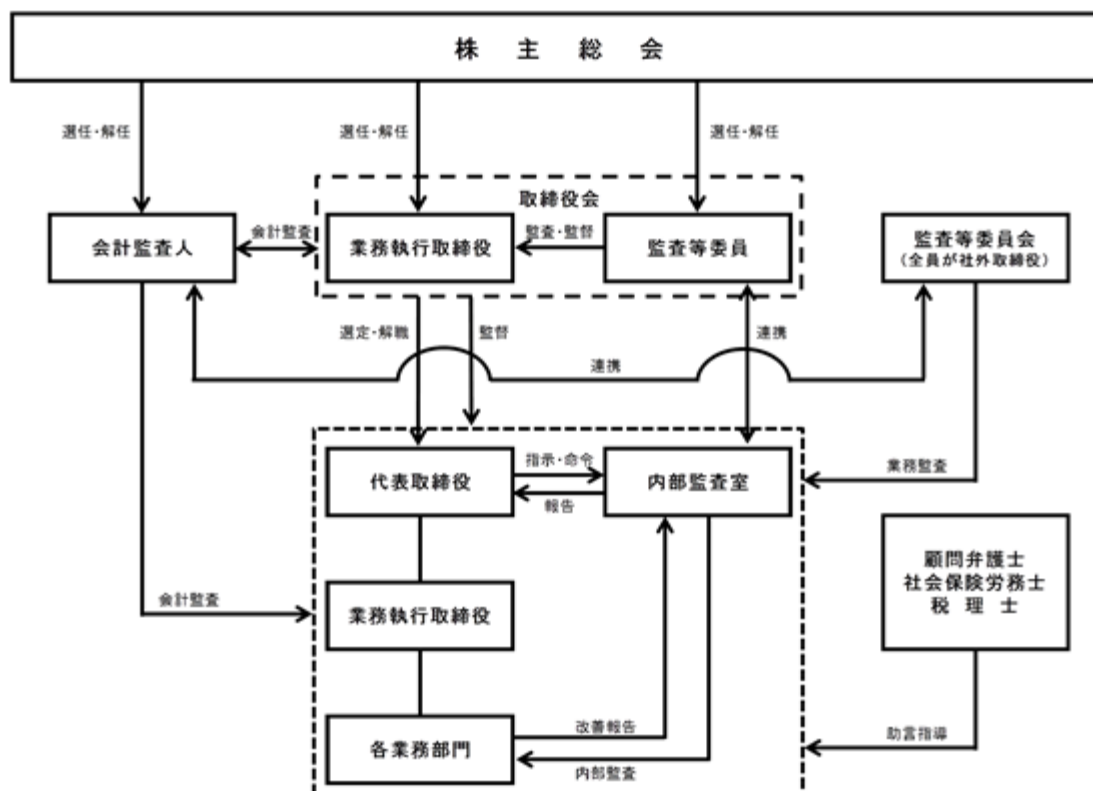 株主総会
選任・解任
選任・解任
選任・解任
取締役会
会計監査人
会計監査
業務執行取締役
監査・監督
監査等委員
監査等委員会
(全員が社外取締役)
選定・解職
監督
連携
連携
代表取締役
指示・命令
報告
内部監査室
業務監査
顧問弁護士
社会保険労務士
税理士
会計監査
業務執行取締役
各業務部門
改善報告
内部監査
助言指導